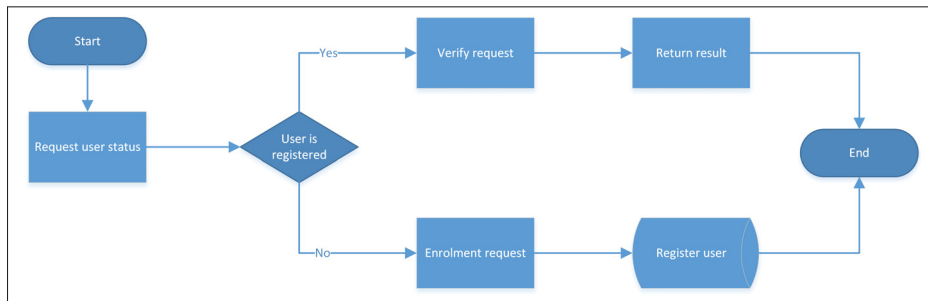 Start
Request user status
User is
registered
Yes
Verify request
Return result
End
No
Enrolment request
Register user